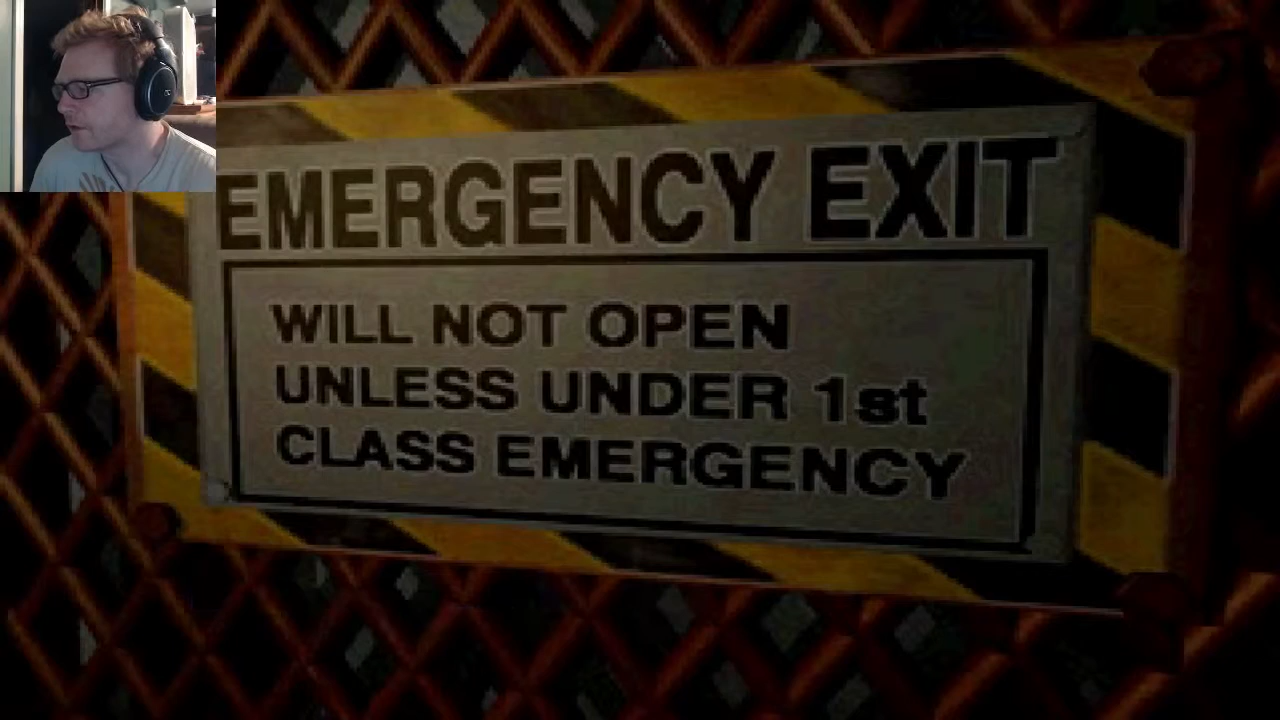 EMERGENCY EXIT
WILL NOT OPEN
UNLESS UNDER 1st
CLASS EMERGENCY